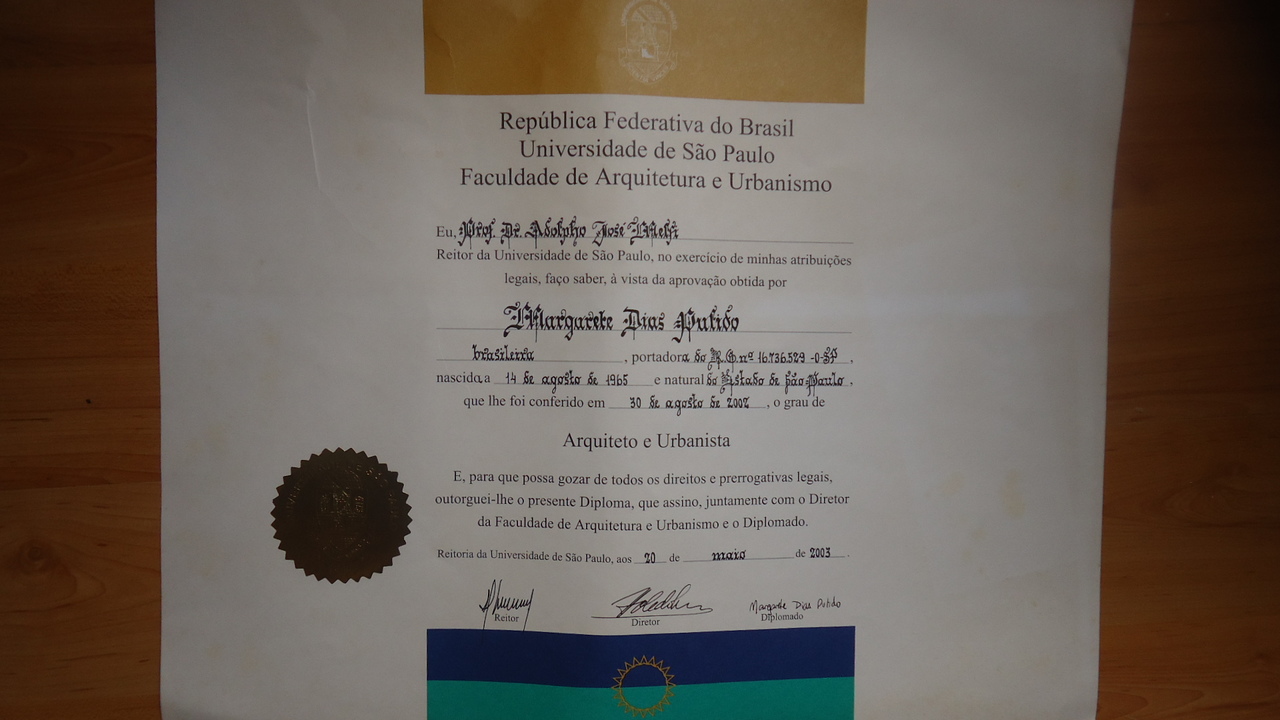 República Federativa do Brasil
Universidade de São Paulo
Faculdade de Arquitetura e Urbanismo
Eu, Prof. Dr. Adolpho José Melfi
Reitor da Universidade de São Paulo, no exercício de minhas atribuições
legais, faço saber, à vista da aprovação obtida por
Margarete Dias Pulido
brasileira, portadora do R.G. nº 16.736.529 -0-SP,
nascida a 14 de agosto de 1965 e natural do Estado de São Paulo,
que lhe foi conferido em 30 de agosto de 2002, o grau de
Arquiteto e Urbanista
E, para que possa gozar de todos os direitos e prerrogativas legais,
outorguei-lhe o presente Diploma, que assino, juntamente com o Diretor
da Faculdade de Arquitetura e Urbanismo e o Diplomado.
Reitoria da Universidade de São Paulo, aos 20 de maio de 2003.
Margarete Dias Pulido
Reitor Diretor Diplomado